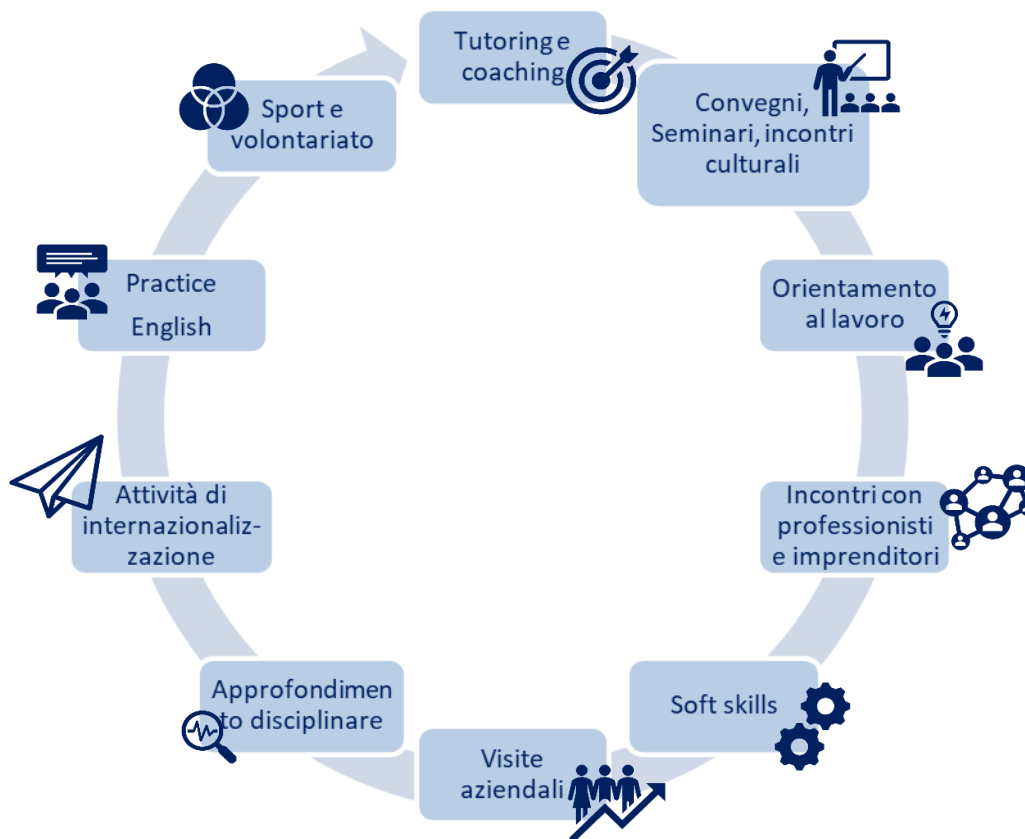 Tutoring e
coaching
Convegni,
Seminari, incontri
culturali
Orientamento
al lavoro
Incontri con
professionisti
e imprenditori
Soft skills
Visite
aziendali
Approfondimen
to disciplinare
Attività di
internazionaliz-
zazione
Practice
English
Sport e
volontariato